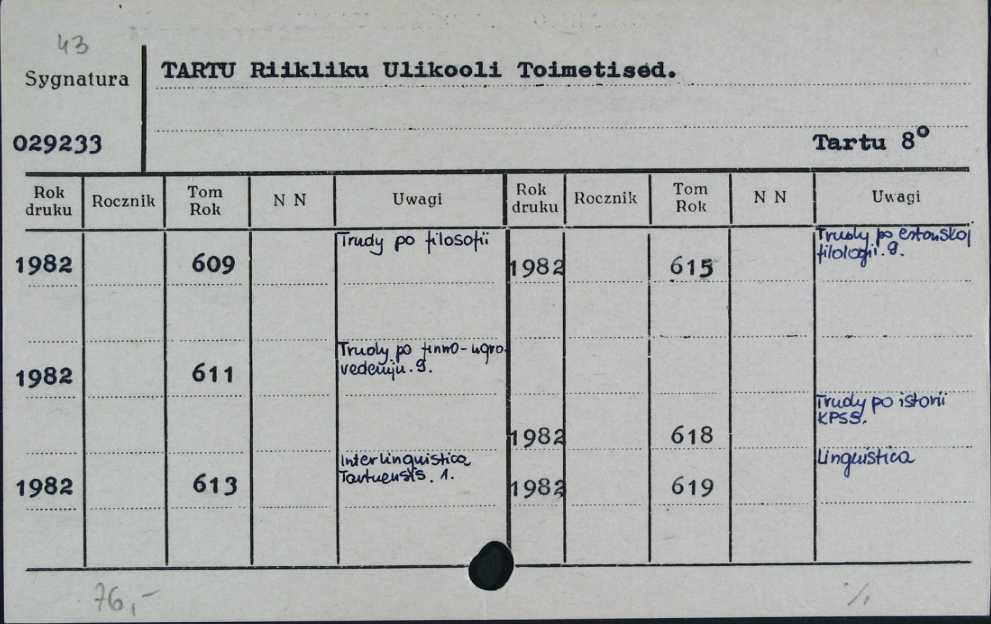 43
Sygnatura
TARTU Riikliku Ulikooli Toimetised.
029233
Tartu 8°
Rok druku Rocznik Tom Rok N N Uwagi Rok druku Rocznik Tom Rok N N Uwagi
1982 609 Trudy po filosofii
1982 611 Trudy po finno-ugro
vedeniju. 9.
1982 613 Interlinguistica
Tartuensis. 1.
1982 615 Trudy po estonskoj
filologii. 9.
1982 618 Trudy po istorii
KPSS.
1982 619 Linguistica
76,-